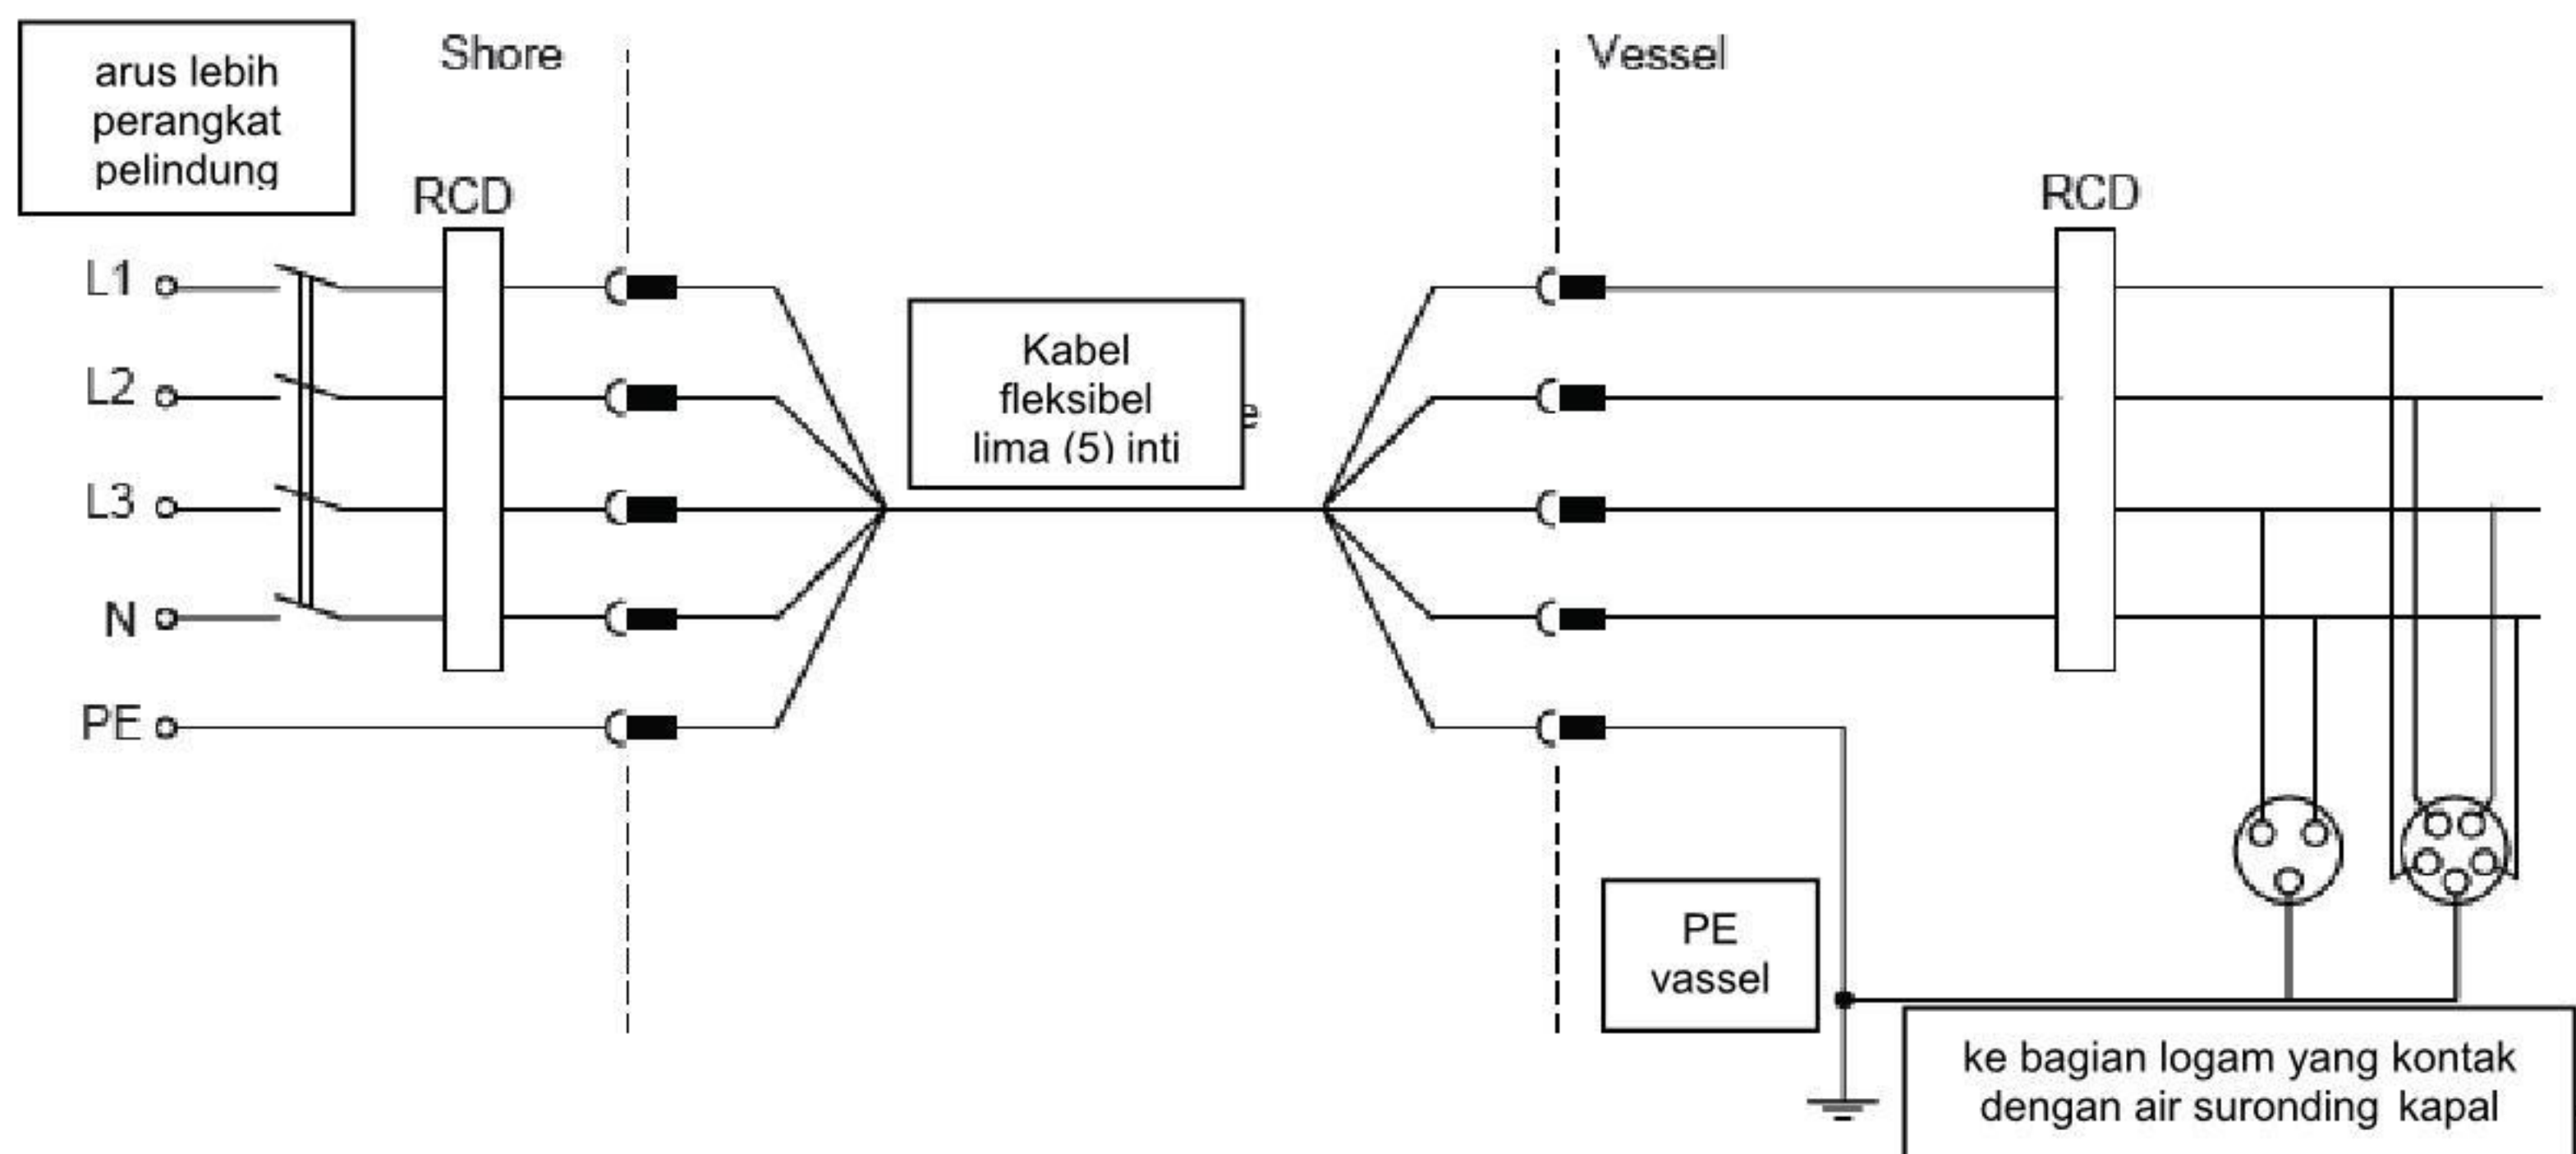 arus lebih
perangkat
pelindung
Shore
Vessel
RCD
RCD
L1
L2
L3
N
PE
Kabel
fleksibel
lima (5) inti
PE
vassel
ke bagian logam yang kontak
dengan air suronding kapal